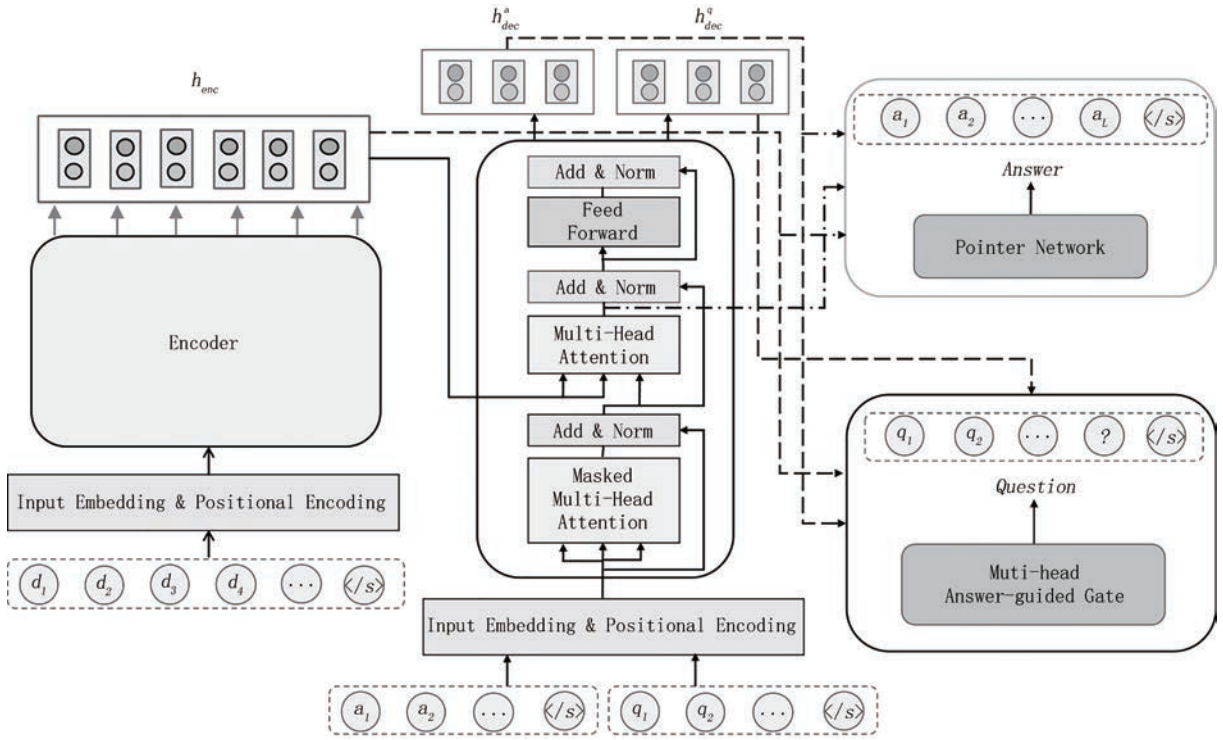 h_enc
Encoder
Input Embedding & Positional Encoding
d_1 d_2 d_3 d_4 ... </s>
h^a_dec
h^q_dec
Add & Norm
Feed
Forward
Add & Norm
Multi-Head
Attention
Add & Norm
Masked
Multi-Head
Attention
Input Embedding & Positional Encoding
a_1 a_2 ... </s>
q_1 q_2 ... </s>
a_1 a_2 ... a_L </s>
Answer
Pointer Network
q_1 q_2 ... ? </s>
Question
Muti-head
Answer-guided Gate